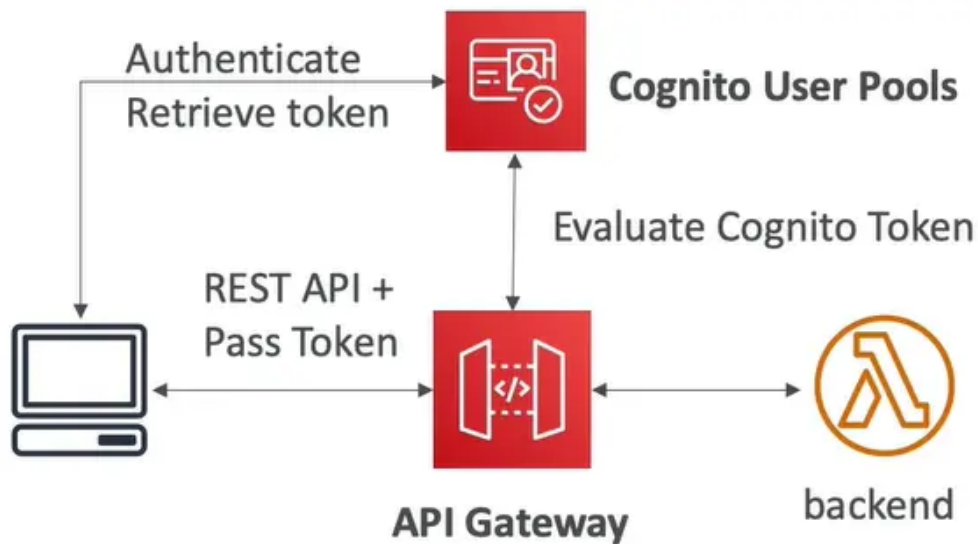 Authenticate
Retrieve token
Cognito User Pools
Evaluate Cognito Token
REST API +
Pass Token
</>
API Gateway
backend